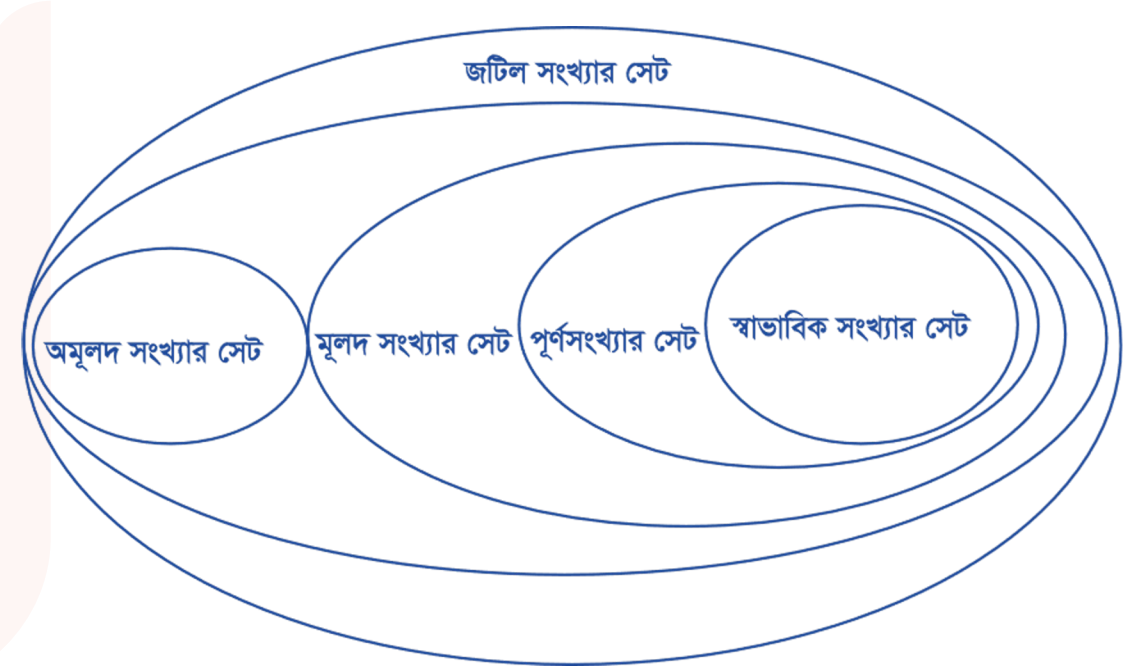 জটিল সংখ্যার সেট
অমূলদ সংখ্যার সেট
মূলদ সংখ্যার সেট
পূর্ণসংখ্যার সেট
স্বাভাবিক সংখ্যার সেট